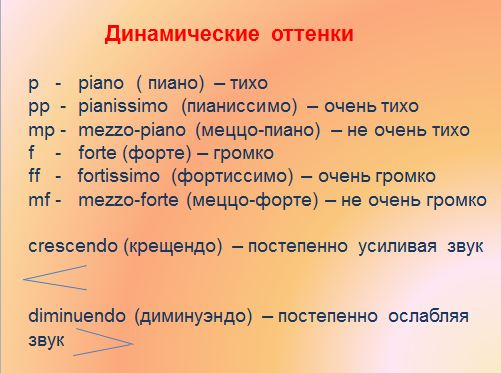 Динамические оттенки
p - piano ( пиано) – тихо
pp - pianissimo (пианиссимо) – очень тихо
mp - mezzo-piano (меццо-пиано) – не очень тихо
f - forte (форте) – громко
ff - fortissimo (фортиссимо) – очень громко
mf - mezzo-forte (меццо-форте) – не очень громко
crescendo (крещендо) – постепенно усиливая звук
diminuendo (диминуэндо) – постепенно ослабляя
звук